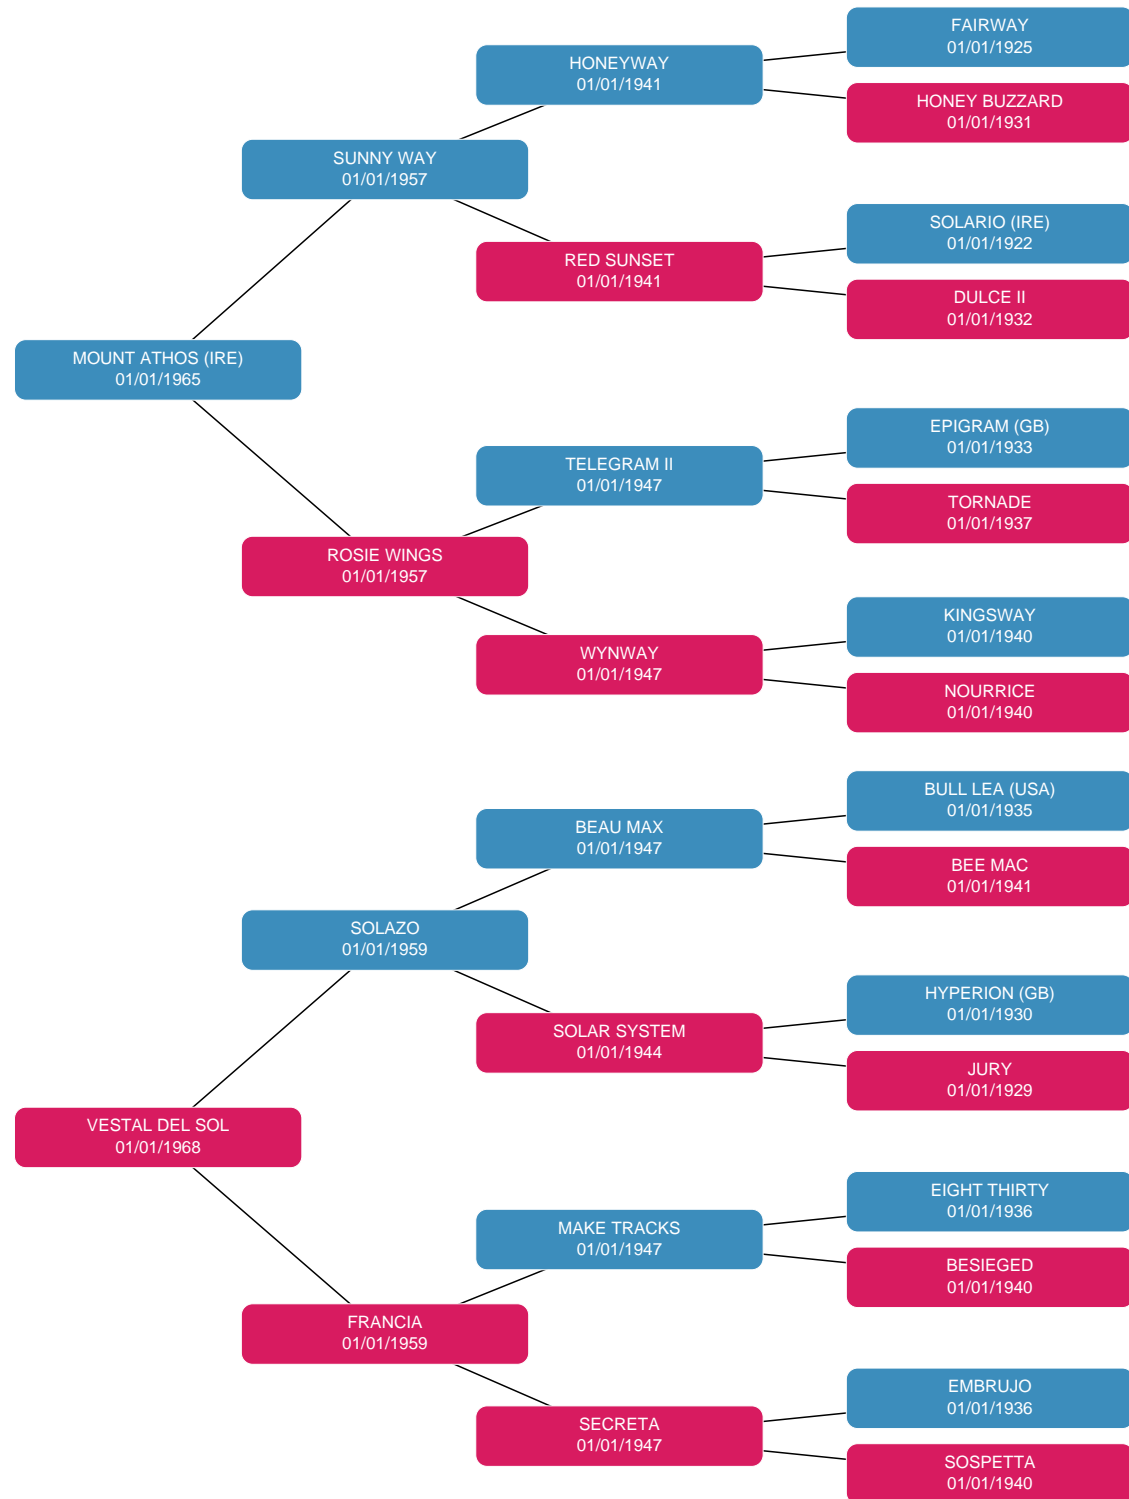 FAIRWAY
01/01/1925
HONEYWAY
01/01/1941
HONEY BUZZARD
01/01/1931
SUNNY WAY
01/01/1957
SOLARIO (IRE)
01/01/1922
RED SUNSET
01/01/1941
DULCE II
01/01/1932
MOUNT ATHOS (IRE)
01/01/1965
EPIGRAM (GB)
01/01/1933
TELEGRAM II
01/01/1947
TORNADE
01/01/1937
ROSIE WINGS
01/01/1957
KINGSWAY
01/01/1940
WYNWAY
01/01/1947
NOURRICE
01/01/1940
BULL LEA (USA)
01/01/1935
BEAU MAX
01/01/1947
BEE MAC
01/01/1941
SOLAZO
01/01/1959
HYPERION (GB)
01/01/1930
SOLAR SYSTEM
01/01/1944
JURY
01/01/1929
VESTAL DEL SOL
01/01/1968
EIGHT THIRTY
01/01/1936
MAKE TRACKS
01/01/1947
BESIEGED
01/01/1940
FRANCIA
01/01/1959
EMBRUJO
01/01/1936
SECRETA
01/01/1947
SOSPETTA
01/01/1940